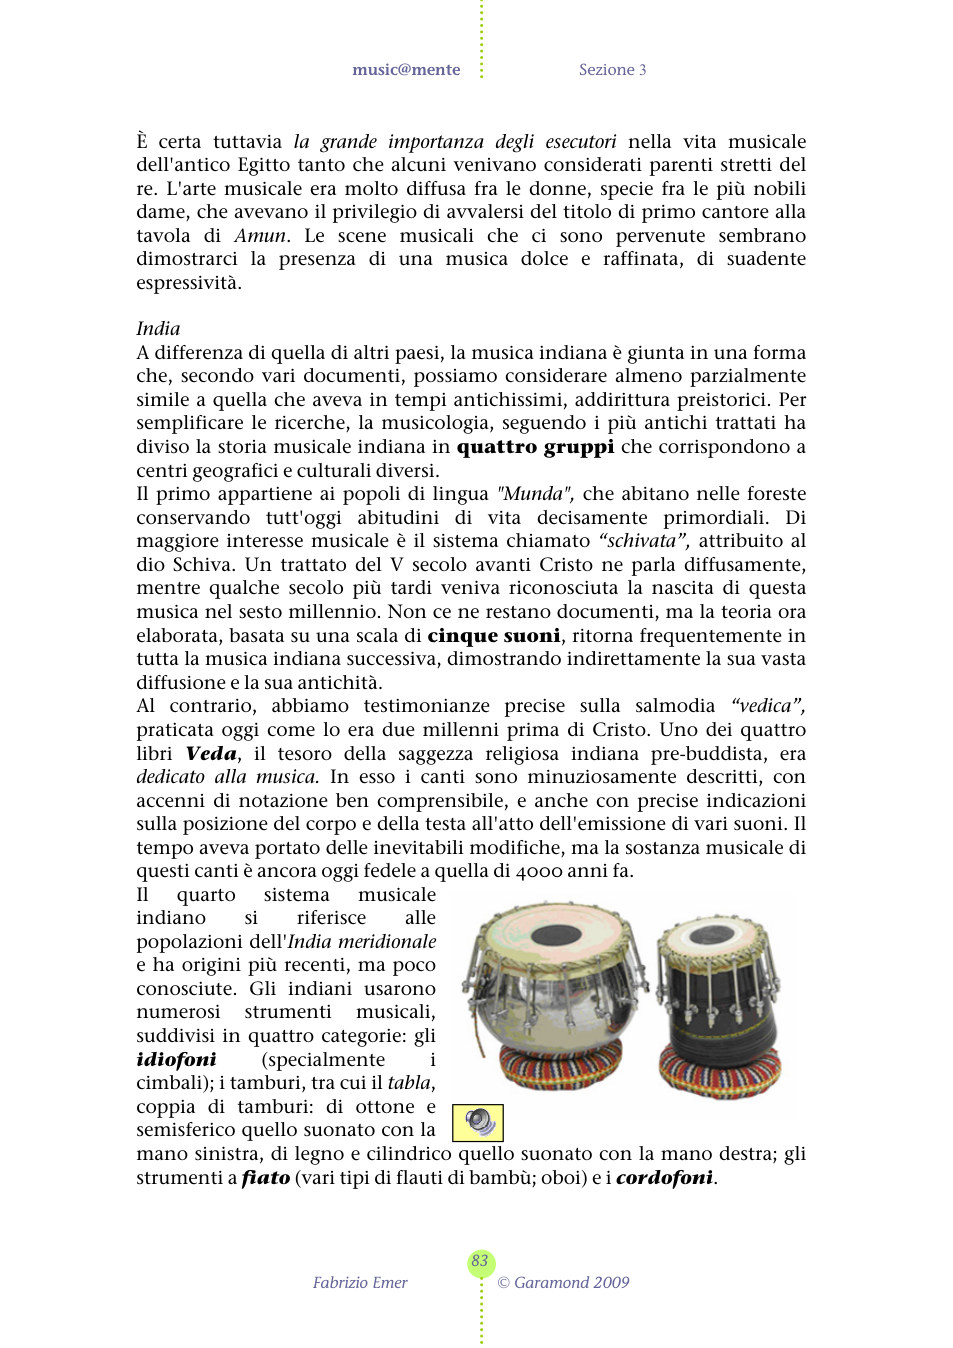 music@mente Sezione 3
È certa tuttavia la grande importanza degli esecutori nella vita musicale
dell'antico Egitto tanto che alcuni venivano considerati parenti stretti del
re. L'arte musicale era molto diffusa fra le donne, specie fra le più nobili
dame, che avevano il privilegio di avvalersi del titolo di primo cantore alla
tavola di Amun. Le scene musicali che ci sono pervenute sembrano
dimostrarci la presenza di una musica dolce e raffinata, di suadente
espressività.
India
A differenza di quella di altri paesi, la musica indiana è giunta in una forma
che, secondo vari documenti, possiamo considerare almeno parzialmente
simile a quella che aveva in tempi antichissimi, addirittura preistorici. Per
semplificare le ricerche, la musicologia, seguendo i più antichi trattati ha
diviso la storia musicale indiana in quattro gruppi che corrispondono a
centri geografici e culturali diversi.
Il primo appartiene ai popoli di lingua "Munda", che abitano nelle foreste
conservando tutt'oggi abitudini di vita decisamente primordiali. Di
maggiore interesse musicale è il sistema chiamato “schivata”, attribuito al
dio Schiva. Un trattato del V secolo avanti Cristo ne parla diffusamente,
mentre qualche secolo più tardi veniva riconosciuta la nascita di questa
musica nel sesto millennio. Non ce ne restano documenti, ma la teoria ora
elaborata, basata su una scala di cinque suoni, ritorna frequentemente in
tutta la musica indiana successiva, dimostrando indirettamente la sua vasta
diffusione e la sua antichità.
Al contrario, abbiamo testimonianze precise sulla salmodia “vedica”,
praticata oggi come lo era due millenni prima di Cristo. Uno dei quattro
libri Veda, il tesoro della saggezza religiosa indiana pre-buddista, era
dedicato alla musica. In esso i canti sono minuziosamente descritti, con
accenni di notazione ben comprensibile, e anche con precise indicazioni
sulla posizione del corpo e della testa all'atto dell'emissione di vari suoni. Il
tempo aveva portato delle inevitabili modifiche, ma la sostanza musicale di
questi canti è ancora oggi fedele a quella di 4000 anni fa.
Il quarto sistema musicale
indiano si riferisce alle
popolazioni dell'India meridionale
e ha origini più recenti, ma poco
conosciute. Gli indiani usarono
numerosi strumenti musicali,
suddivisi in quattro categorie: gli
idiofoni (specialmente i
cimbali); i tamburi, tra cui il tabla,
coppia di tamburi: di ottone e
semisferico quello suonato con la
mano sinistra, di legno e cilindrico quello suonato con la mano destra; gli
strumenti a fiato (vari tipi di flauti di bambù; oboi) e i cordofoni.
83
Fabrizio Emer © Garamond 2009